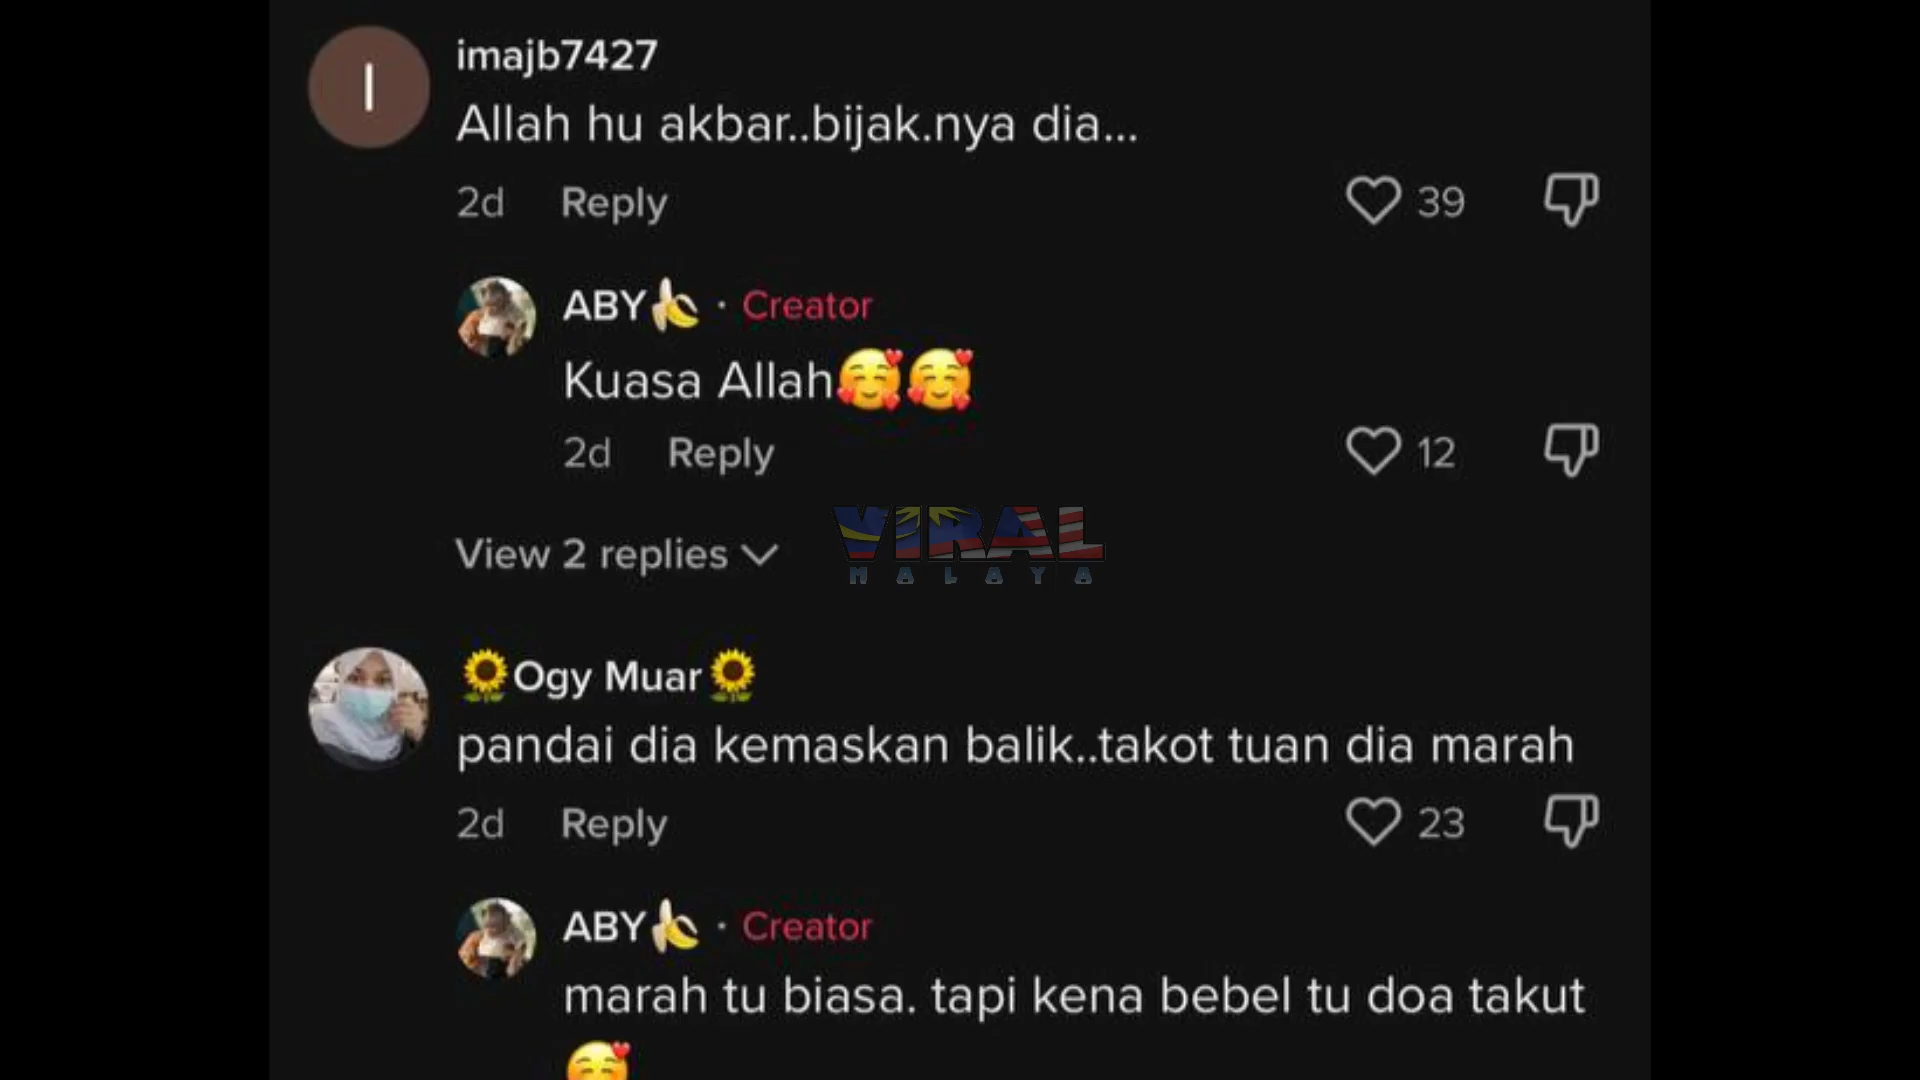 I
imajb7427
Allah hu akbar..bijak.nya dia...
2d Reply 39
ABY🍌 · Creator
Kuasa Allah🥰🥰
2d Reply 12
View 2 replies
VIRAL
MALAYA
🌻Ogy Muar🌻
pandai dia kemaskan balik..takot tuan dia marah
2d Reply 23
ABY🍌 · Creator
marah tu biasa. tapi kena bebel tu doa takut
🥰